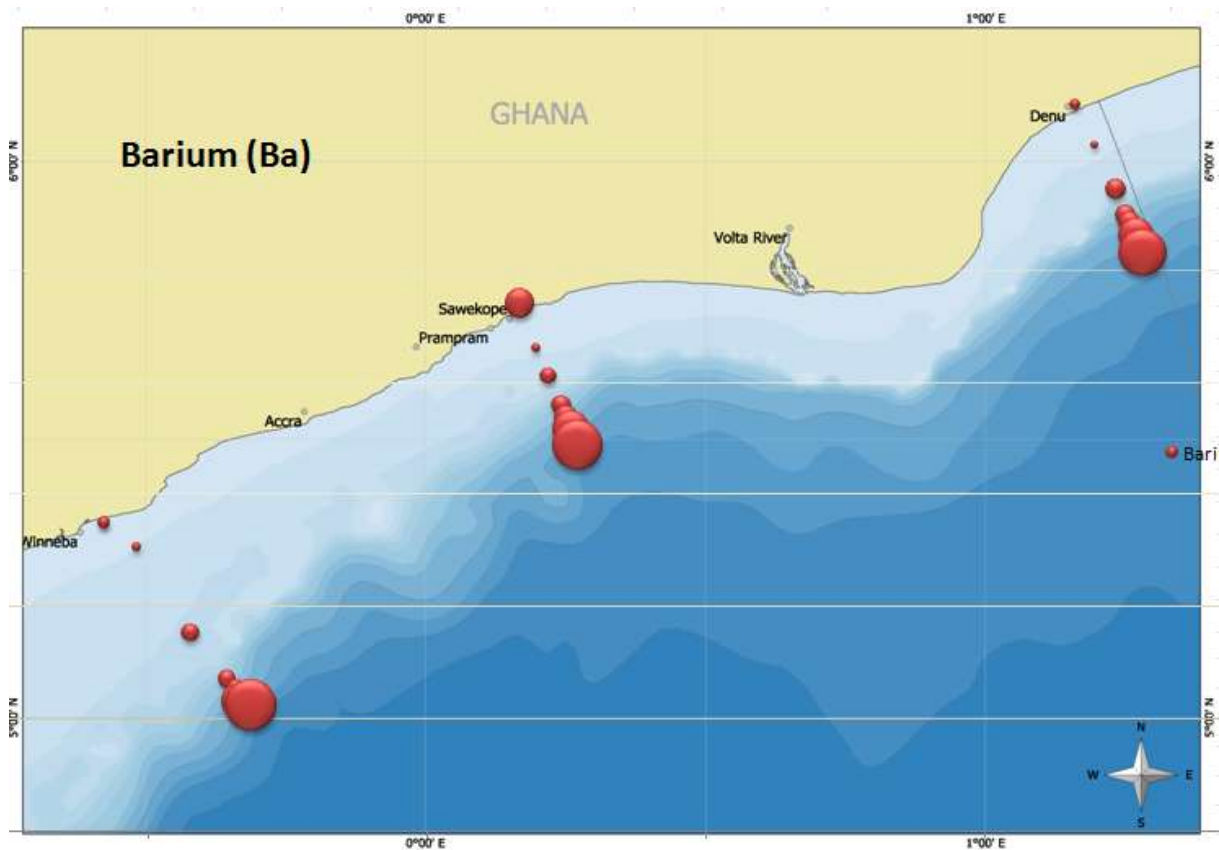 0°00' E
1°00' E
GHANA
Denu
Barium (Ba)
6°00' N
6°00' N
Volta River
Sawekope
Prampram
Accra
Bari
Winneba
5°00' N
5°00' N
N
W
E
S
0°00' E
1°00' E